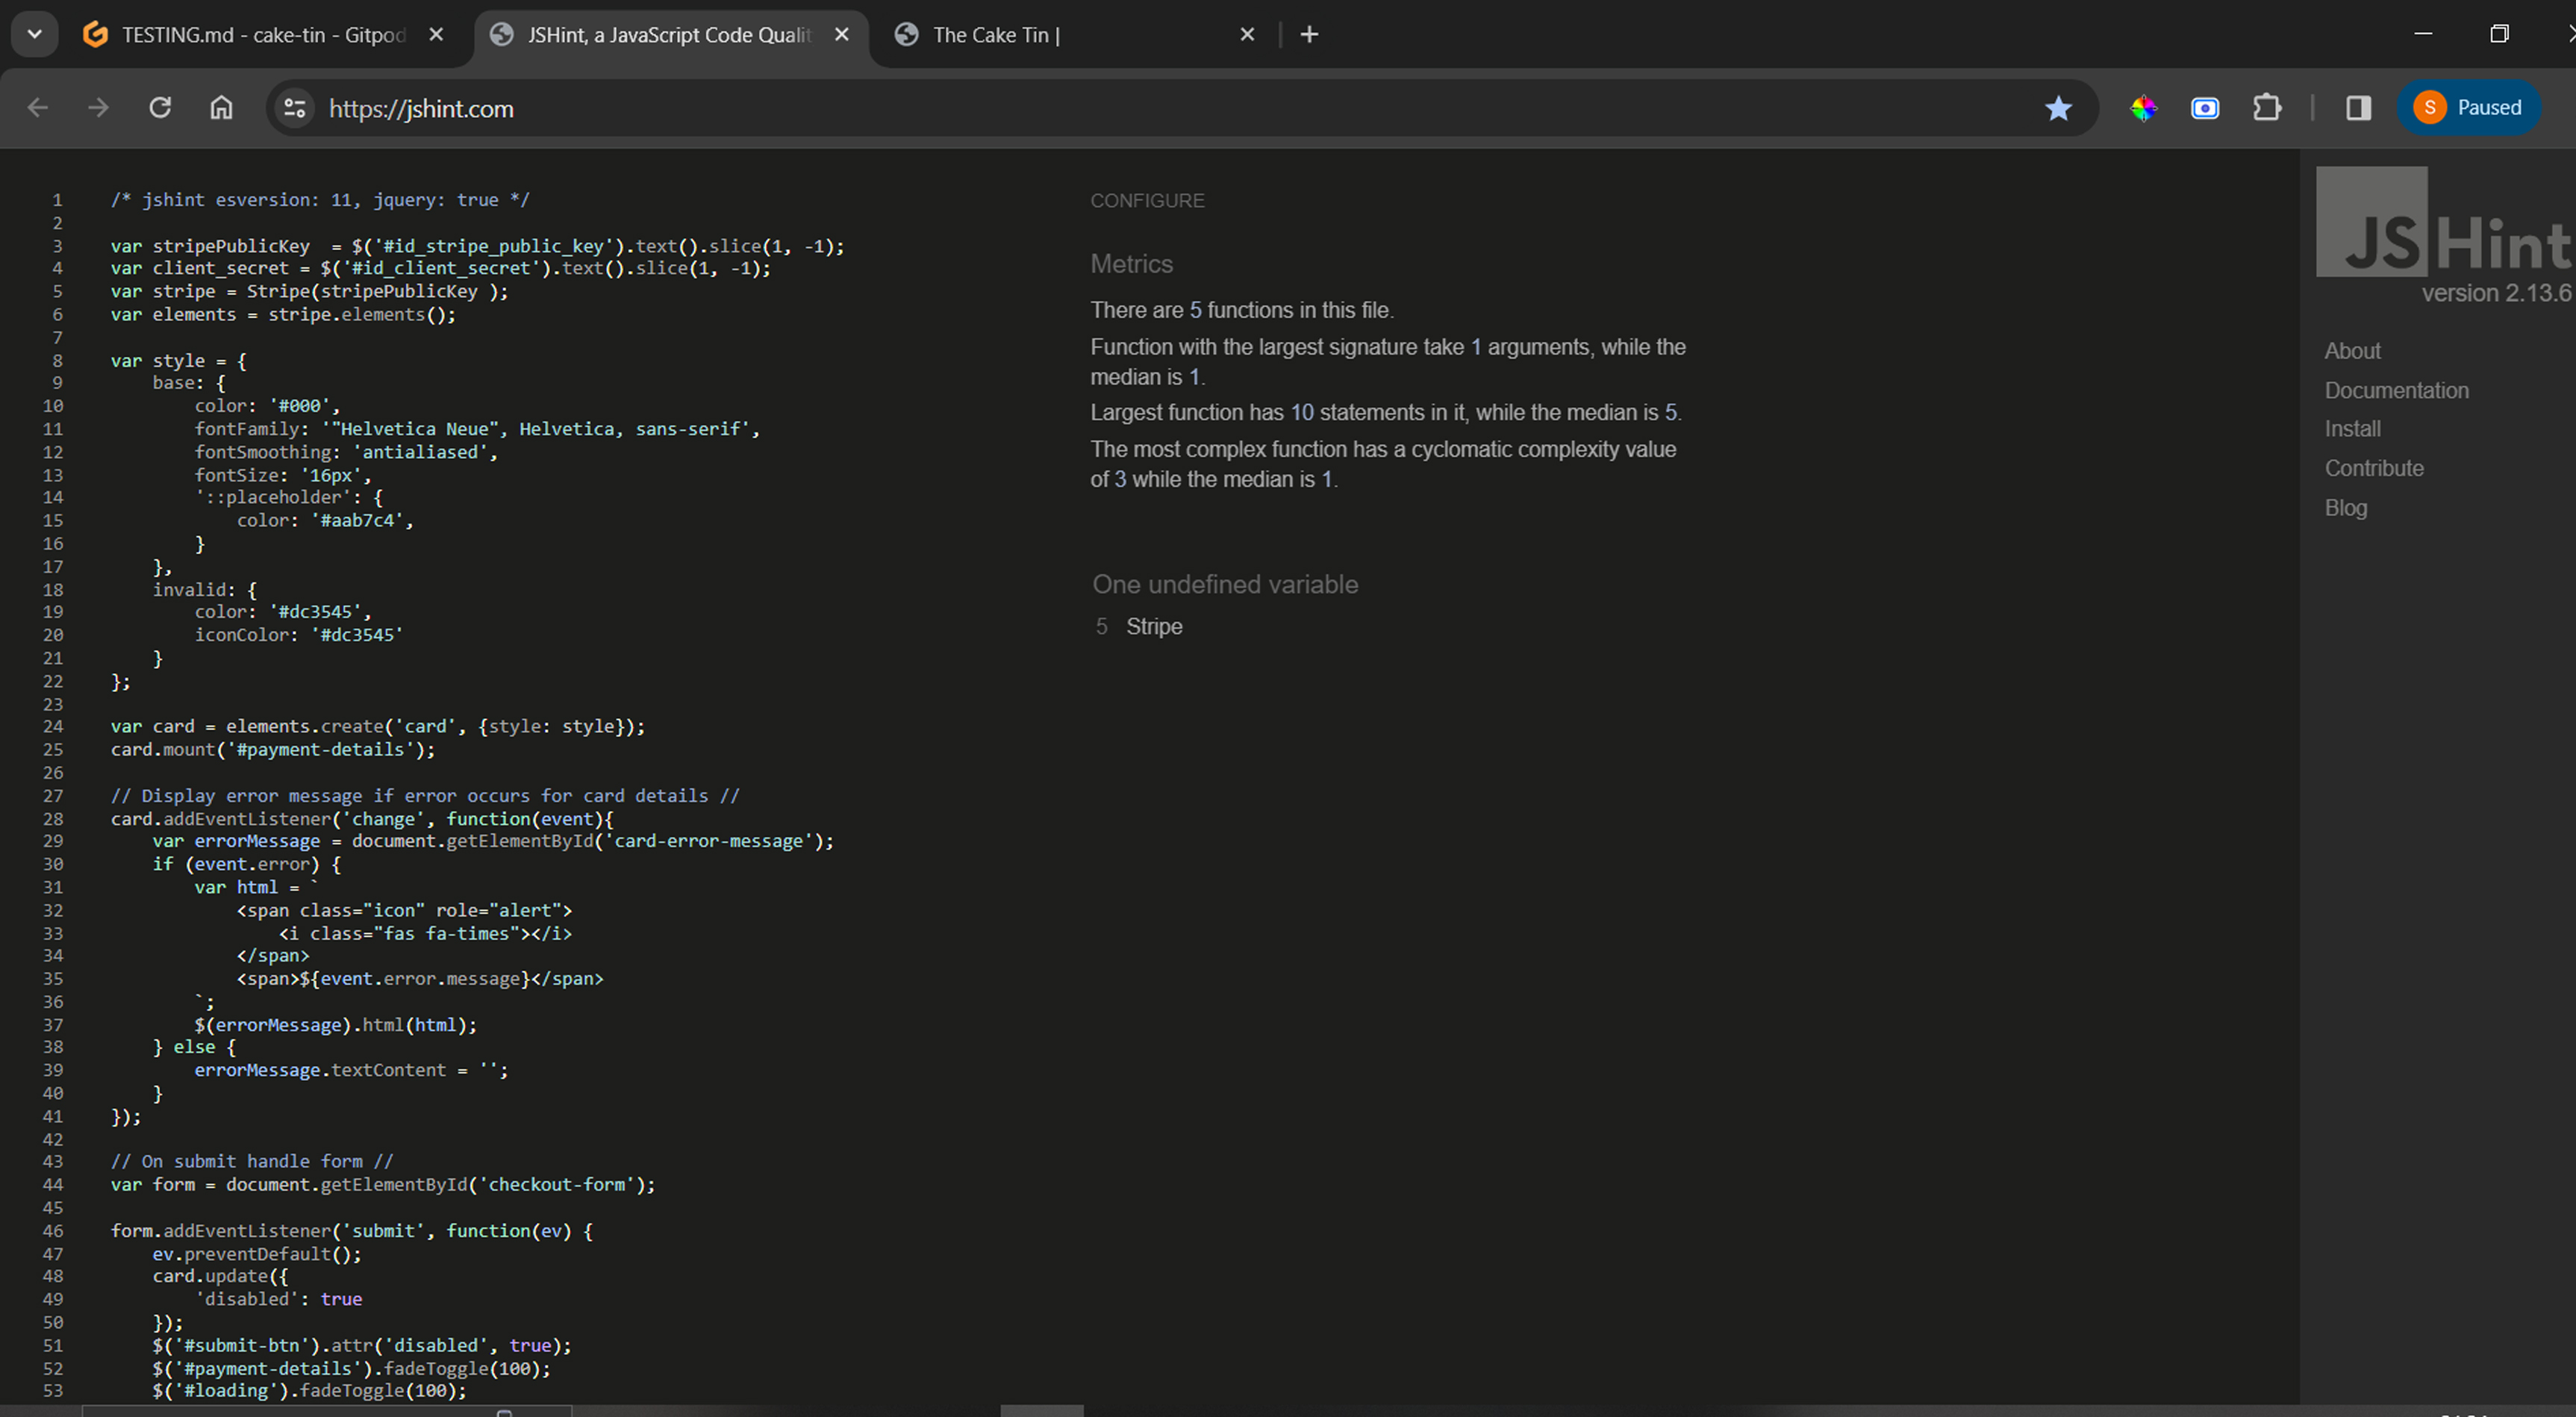 TESTING.md - cake-tin - Gitpod
JSHint, a JavaScript Code Qualit
The Cake Tin |
https://jshint.com
S Paused
1 /* jshint esversion: 11, jquery: true */
2
3 var stripePublicKey  = $('#id_stripe_public_key').text().slice(1, -1);
4 var client_secret = $('#id_client_secret').text().slice(1, -1);
5 var stripe = Stripe(stripePublicKey );
6 var elements = stripe.elements();
7
8 var style = {
9 base: {
10 color: '#000',
11 fontFamily: '"Helvetica Neue", Helvetica, sans-serif',
12 fontSmoothing: 'antialiased',
13 fontSize: '16px',
14 '::placeholder': {
15 color: '#aab7c4',
16 }
17 },
18 invalid: {
19 color: '#dc3545',
20 iconColor: '#dc3545'
21 }
22 };
23
24 var card = elements.create('card', {style: style});
25 card.mount('#payment-details');
26
27 // Display error message if error occurs for card details //
28 card.addEventListener('change', function(event){
29 var errorMessage = document.getElementById('card-error-message');
30 if (event.error) {
31 var html = `
32 <span class="icon" role="alert">
33 <i class="fas fa-times"></i>
34 </span>
35 <span>${event.error.message}</span>
36 `;
37 $(errorMessage).html(html);
38 } else {
39 errorMessage.textContent = '';
40 }
41 });
42
43 // On submit handle form //
44 var form = document.getElementById('checkout-form');
45
46 form.addEventListener('submit', function(ev) {
47 ev.preventDefault();
48 card.update({
49 'disabled': true
50 });
51 $('#submit-btn').attr('disabled', true);
52 $('#payment-details').fadeToggle(100);
53 $('#loading').fadeToggle(100);
CONFIGURE
Metrics
There are 5 functions in this file.
Function with the largest signature take 1 arguments, while the
median is 1.
Largest function has 10 statements in it, while the median is 5.
The most complex function has a cyclomatic complexity value
of 3 while the median is 1.
One undefined variable
5 Stripe
JSHint
version 2.13.6
About
Documentation
Install
Contribute
Blog